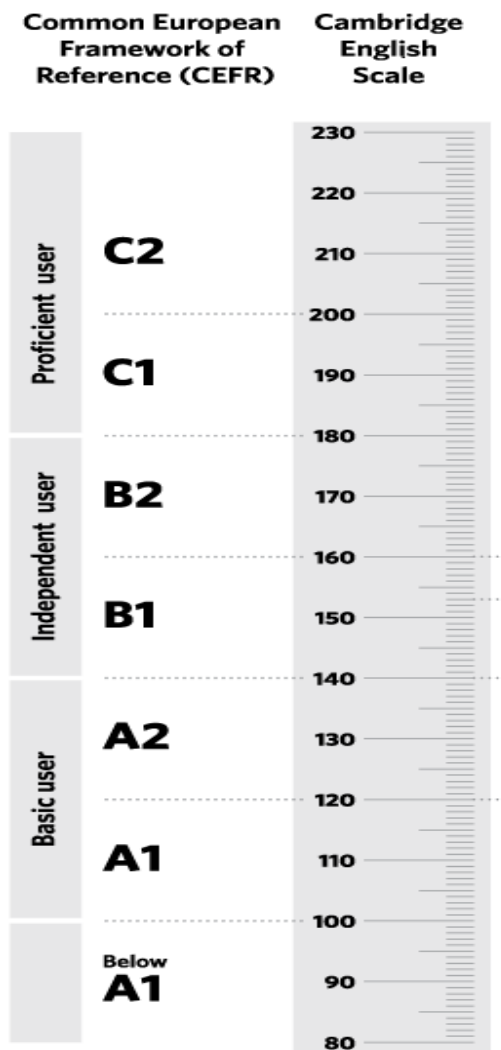 Common European
Framework of
Reference (CEFR)
Cambridge
English
Scale
230
220
Proficient user
C2
210
200
C1
190
180
Independent user
B2
170
160
B1
150
140
Basic user
A2
130
120
A1
110
100
Below
A1
90
80